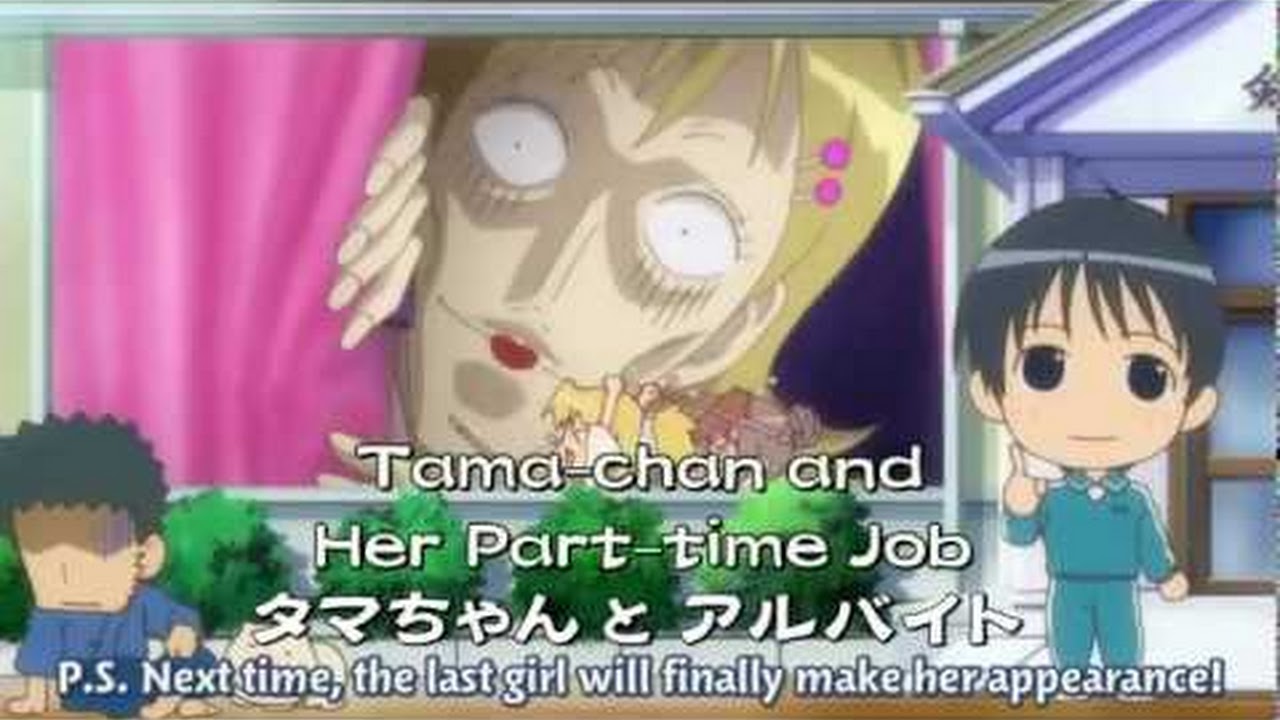 Tama-chan and
Her Part-time Job
タマちゃん と アルバイト
P.S. Next time, the last girl will finally make her appearance!